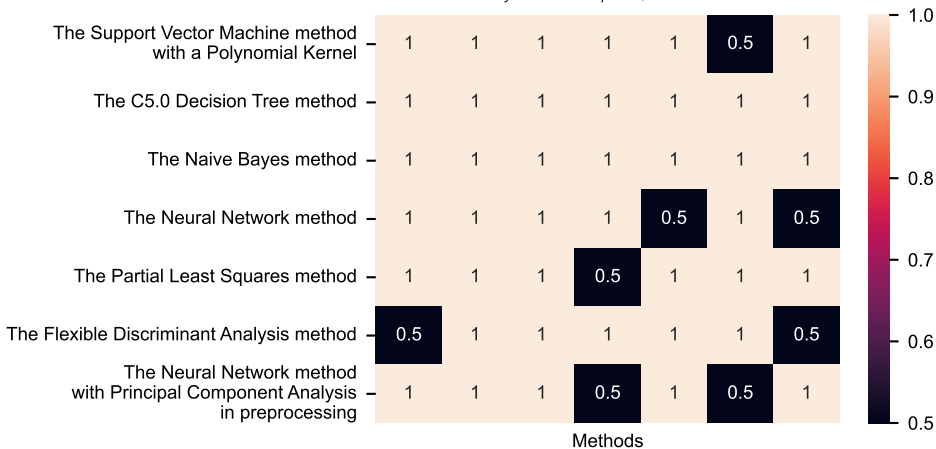 The Support Vector Machine method
with a Polynomial Kernel
1 1 1 1 1 0.5 1
The C5.0 Decision Tree method
1 1 1 1 1 1 1
The Naive Bayes method
1 1 1 1 1 1 1
The Neural Network method
1 1 1 1 0.5 1 0.5
The Partial Least Squares method
1 1 1 0.5 1 1 1
The Flexible Discriminant Analysis method
0.5 1 1 1 1 1 0.5
The Neural Network method
with Principal Component Analysis
in preprocessing
1 1 1 0.5 1 0.5 1
Methods
1.0
0.9
0.8
0.7
0.6
0.5